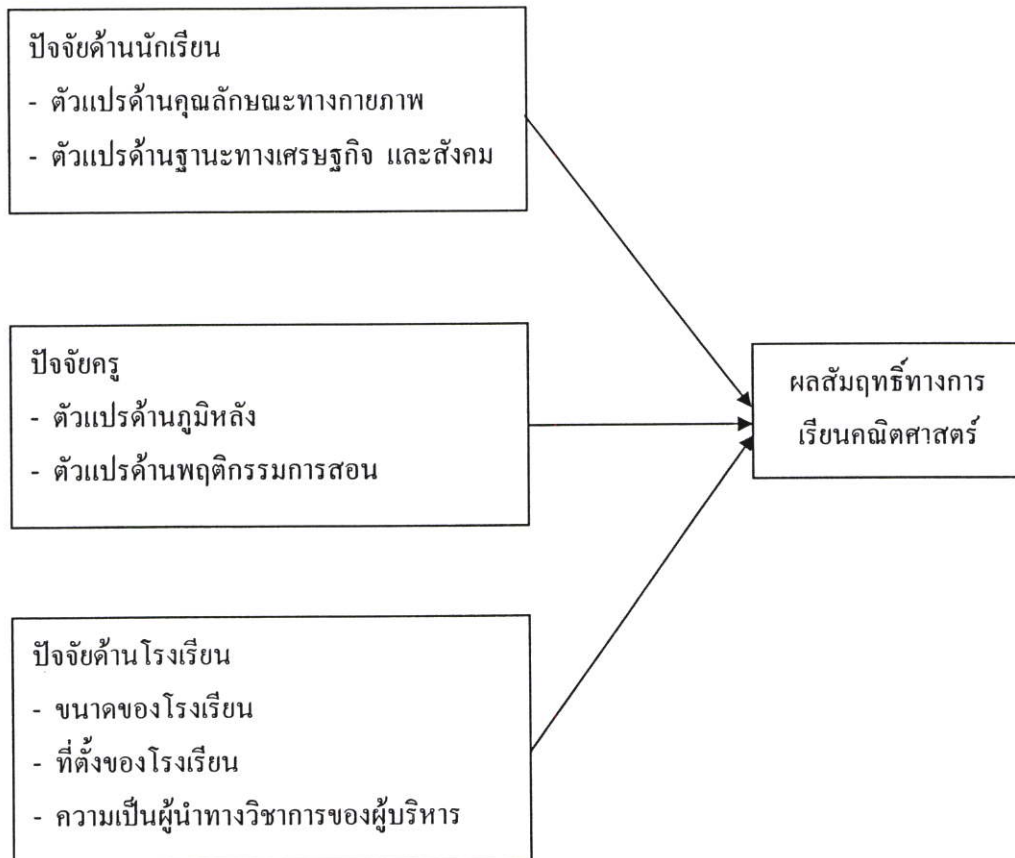 ปัจจัยด้านนักเรียน
- ตัวแปรด้านคุณลักษณะทางกายภาพ
- ตัวแปรด้านฐานะทางเศรษฐกิจ และสังคม
ปัจจัยครู
- ตัวแปรด้านภูมิหลัง
- ตัวแปรด้านพฤติกรรมการสอน
ผลสัมฤทธิ์ทางการ
เรียนคณิตศาสตร์
ปัจจัยด้านโรงเรียน
- ขนาดของโรงเรียน
- ที่ตั้งของโรงเรียน
- ความเป็นผู้นำทางวิชาการของผู้บริหาร